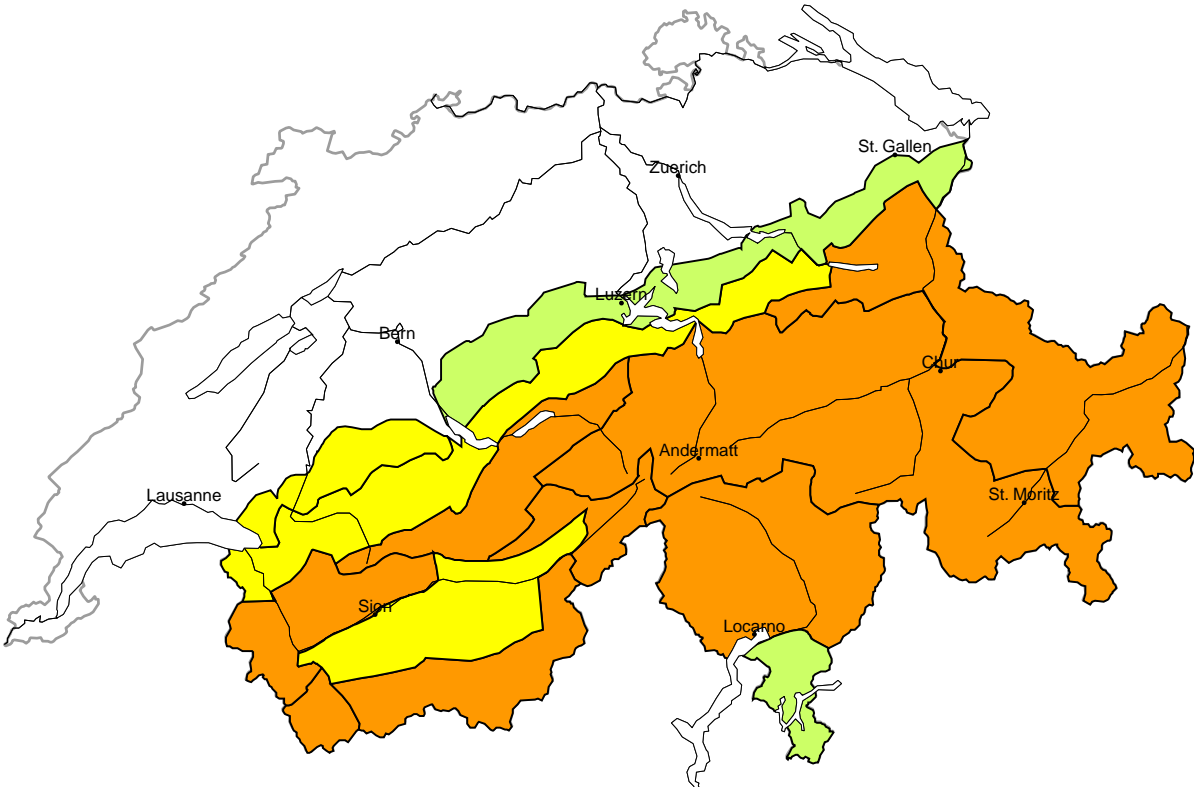 St. Gallen
Zuerich
Luzern
Bern
Chur
Andermatt
Lausanne
St. Moritz
Sion
Locarno